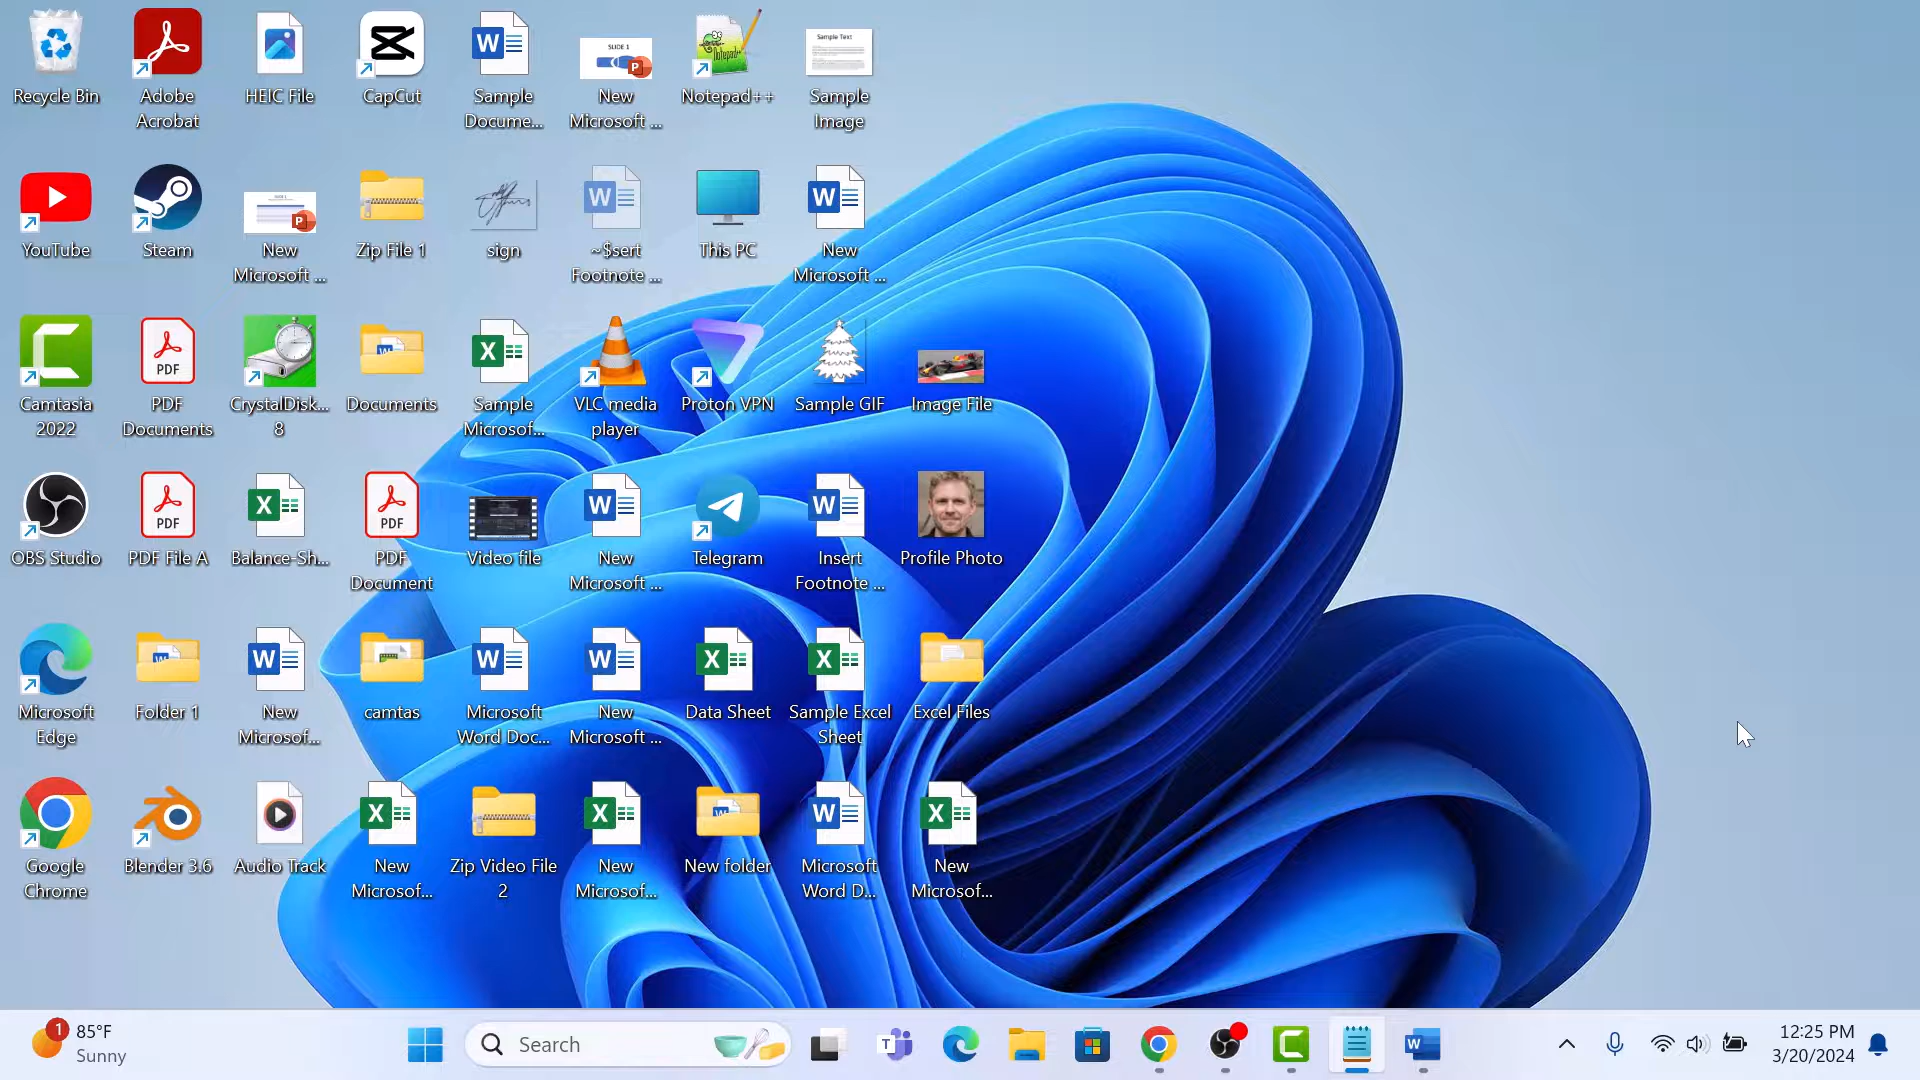 Recycle Bin
Adobe
Acrobat
HEIC File
CapCut
Sample
Docume...
SLIDE 1
New
Microsoft ...
Notepad++
Sample Text
Sample
Image
YouTube
Steam
New
Microsoft ...
Zip File 1
sign
~$sert
Footnote ...
This PC
New
Microsoft ...
Camtasia
2022
PDF
PDF
Documents
CrystalDisk...
8
Documents
Sample
Microsof...
VLC media
player
Proton VPN
Sample GIF
Image File
OBS Studio
PDF
PDF File A
Balance-Sh...
PDF
PDF
Document
Video file
New
Microsoft ...
Telegram
Insert
Footnote ...
Profile Photo
Microsoft
Edge
Folder 1
New
Microsof...
camtas
Microsoft
Word Doc...
New
Microsoft ...
Data Sheet
Sample Excel
Sheet
Excel Files
Google
Chrome
Blender 3.6
Audio Track
New
Microsof...
Zip Video File
2
New
Microsof...
New folder
Microsoft
Word D...
New
Microsof...
1
85°F
Sunny
Search
12:25 PM
3/20/2024